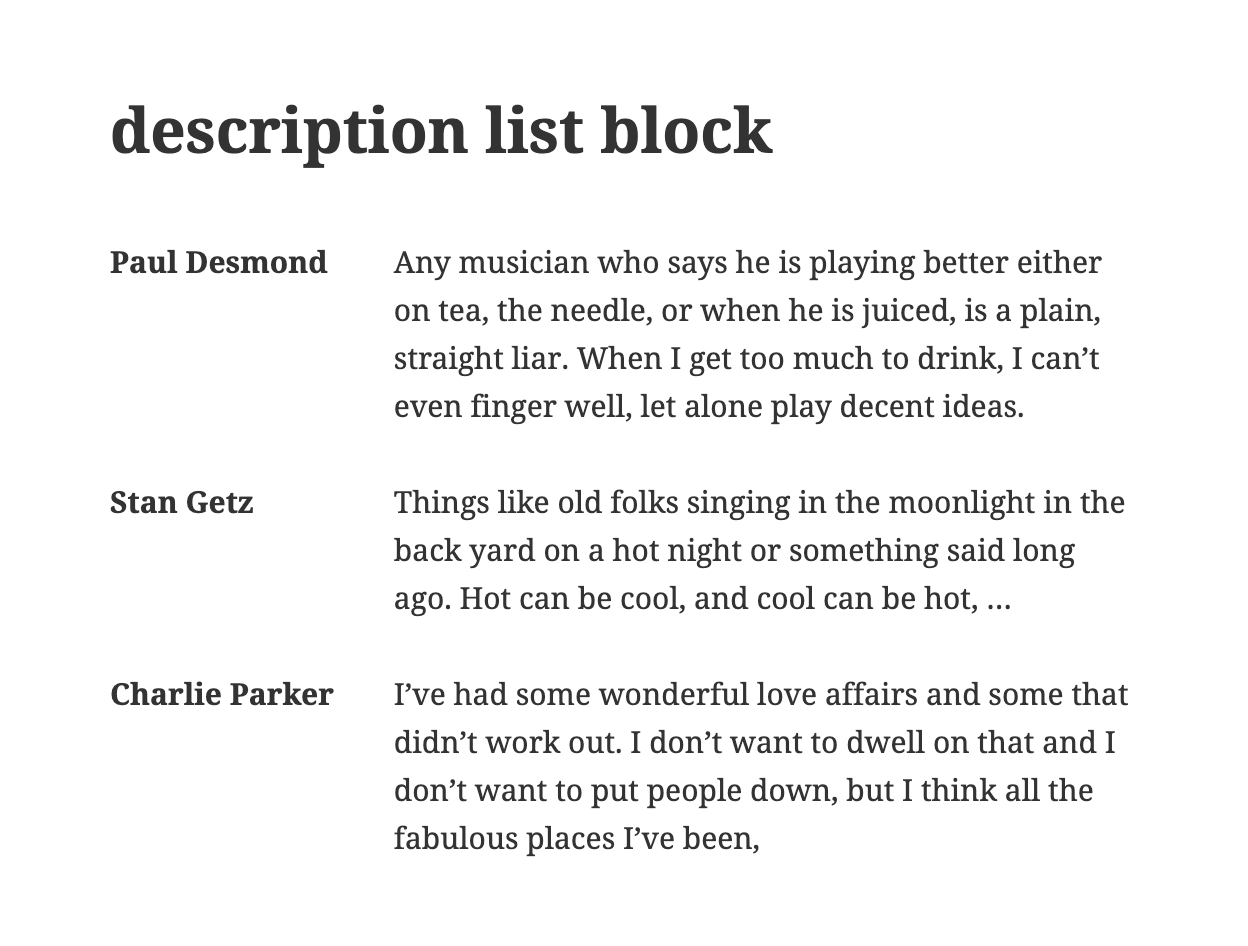 description list block
Paul Desmond
Any musician who says he is playing better either
on tea, the needle, or when he is juiced, is a plain,
straight liar. When I get too much to drink, I can’t
even finger well, let alone play decent ideas.
Stan Getz
Things like old folks singing in the moonlight in the
back yard on a hot night or something said long
ago. Hot can be cool, and cool can be hot, …
Charlie Parker
I’ve had some wonderful love affairs and some that
didn’t work out. I don’t want to dwell on that and I
don’t want to put people down, but I think all the
fabulous places I’ve been,